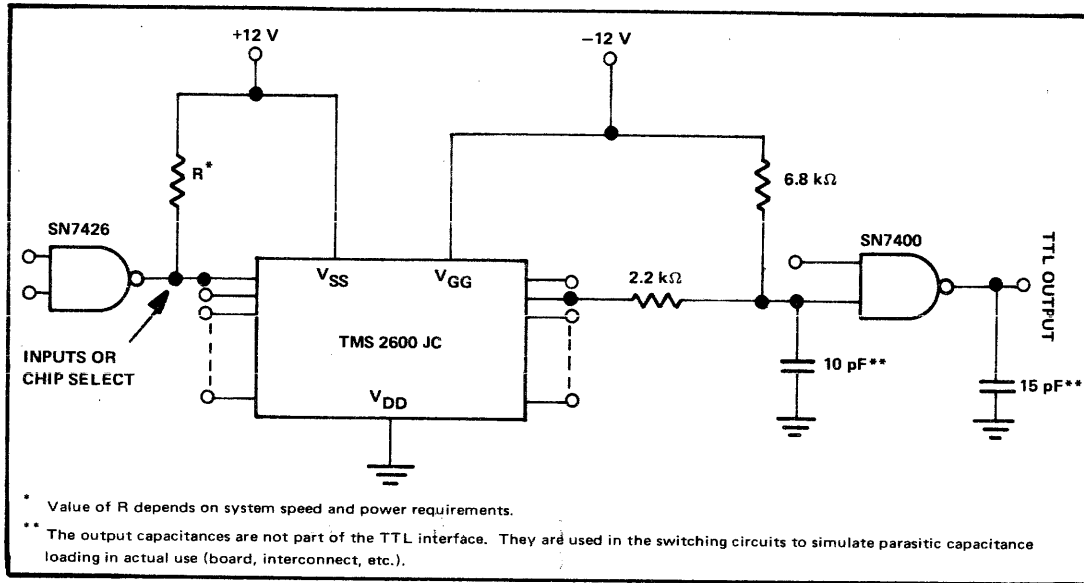 +12 V
−12 V
R*
6.8 kΩ
SN7426
SN7400
VSS
VGG
2.2 kΩ
TTL OUTPUT
TMS 2600 JC
INPUTS OR
CHIP SELECT
10 pF**
15 pF**
VDD
* Value of R depends on system speed and power requirements.
** The output capacitances are not part of the TTL interface. They are used in the switching circuits to simulate parasitic capacitance
loading in actual use (board, interconnect, etc.).